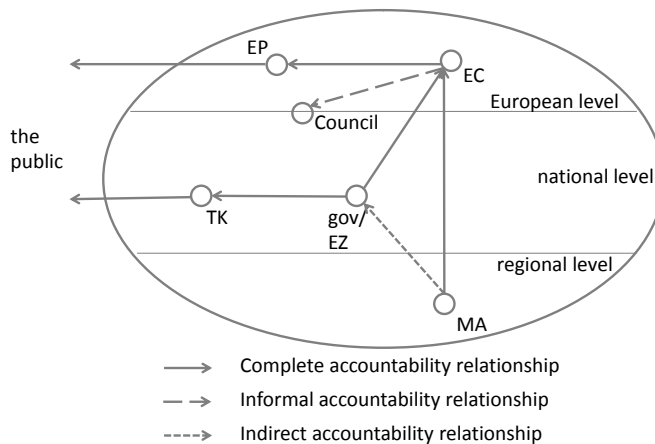 EP
EC
European level
Council
the
public
national level
TK
gov/
EZ
regional level
MA
Complete accountability relationship
Informal accountability relationship
Indirect accountability relationship